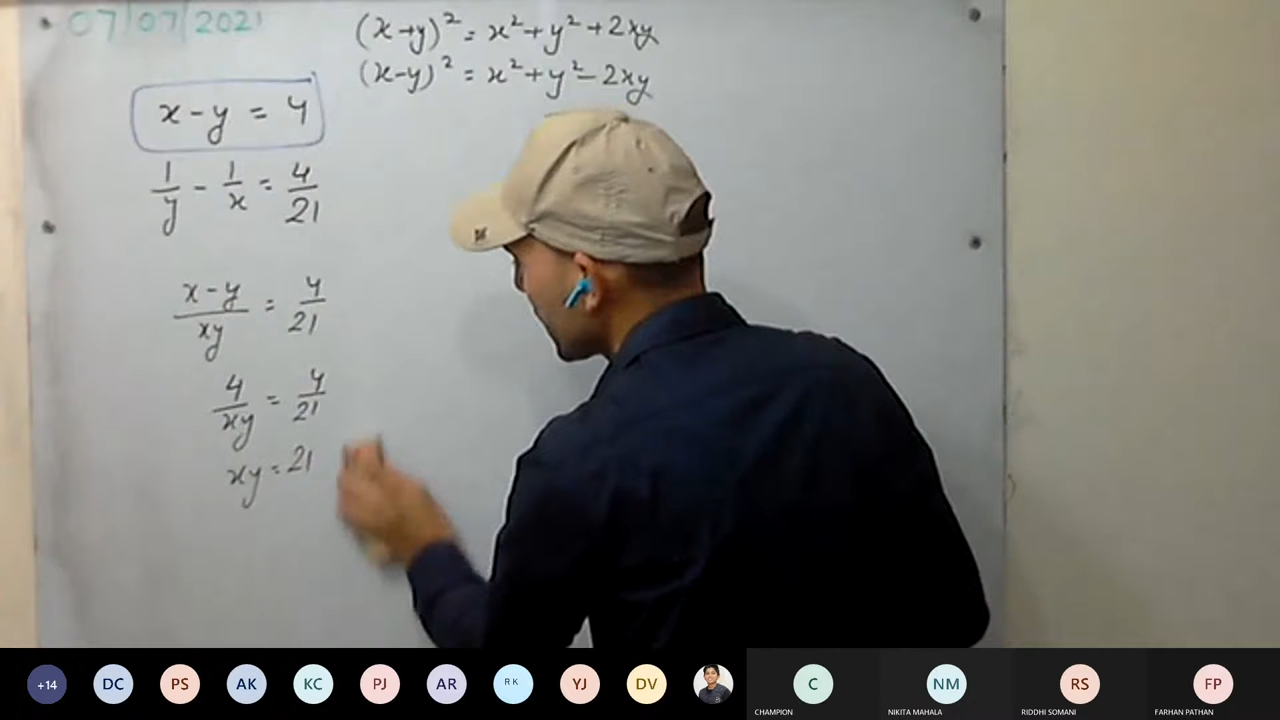 07/07/2021
(x+y)² = x²+y²+2xy
(x-y)² = x²+y²-2xy
x-y = 4
1/y - 1/x = 4/21
x-y/xy = 4/21
4/xy = 4/21
xy = 21
+14
DC
PS
AK
KC
PJ
AR
RK
YJ
DV
C
NM
RS
FP
CHAMPION
NIKITA MAHALA
RIDDHI SOMANI
FARHAN PATHAN